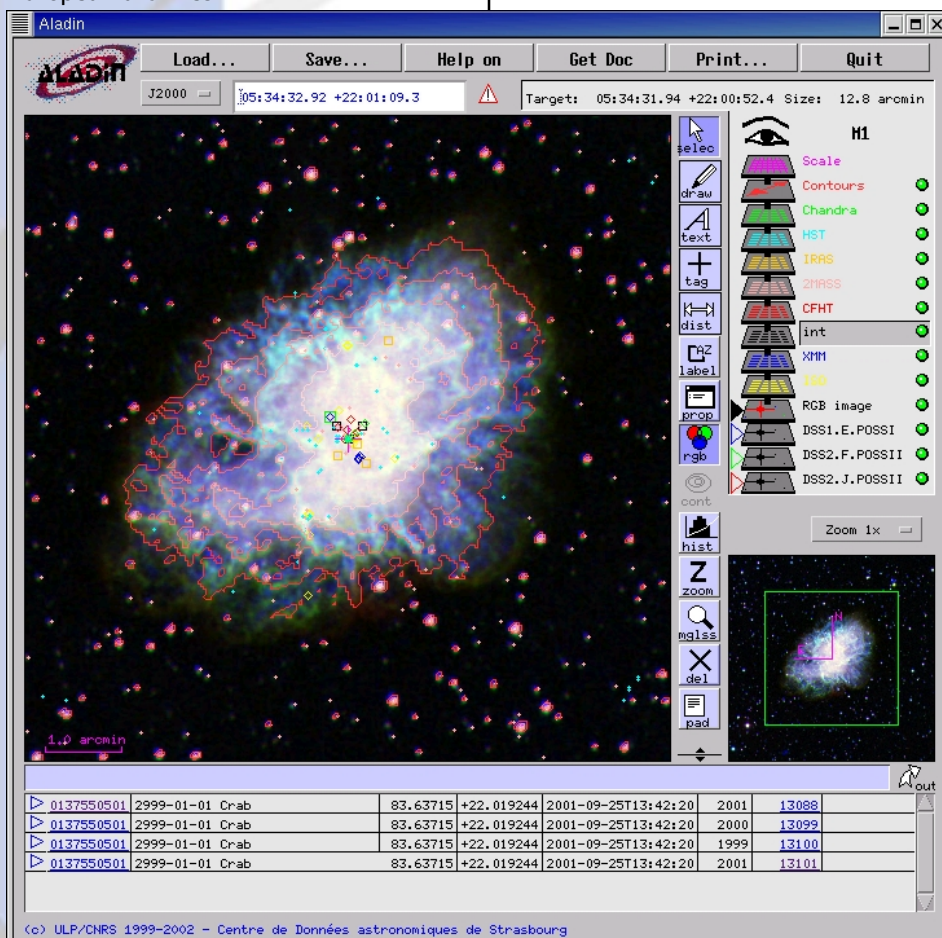 Aladin
ALADIN
Load... Save... Help on Get Doc Print... Quit
J2000 05:34:32.92 +22:01:09.3 Target: 05:34:31.94 +22:00:52.4 Size: 12.8 arcmin
M1
selec
draw
text
tag
dist
label
prop
rgb
cont
hist
zoom
mglss
del
pad
Scale
Contours
Chandra
HST
IRAS
2MASS
CFHT
int
XMM
ISO
RGB image
DSS1.E.POSSI
DSS2.F.POSSII
DSS2.J.POSSII
Zoom 1x
N
E
1.0 arcmin
out
0137550501 2999-01-01 Crab 83.63715 +22.019244 2001-09-25T13:42:20 2001 13088
0137550501 2999-01-01 Crab 83.63715 +22.019244 2001-09-25T13:42:20 2000 13099
0137550501 2999-01-01 Crab 83.63715 +22.019244 2001-09-25T13:42:20 1999 13100
0137550501 2999-01-01 Crab 83.63715 +22.019244 2001-09-25T13:42:20 2001 13101
(c) ULP/CNRS 1999-2002 - Centre de Données astronomiques de Strasbourg